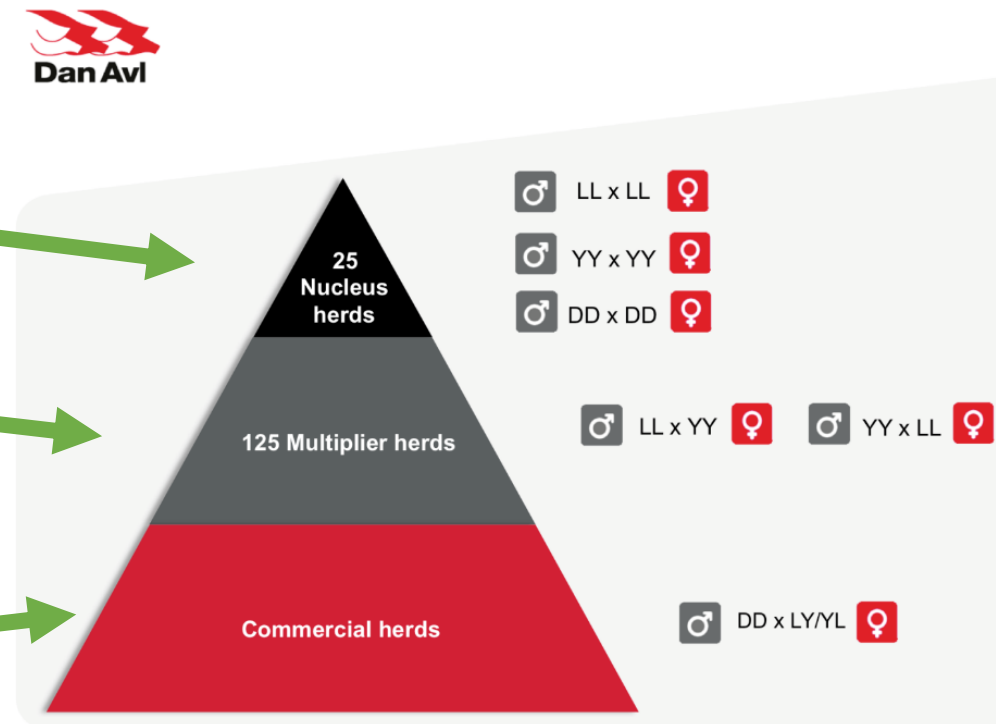 Dan Avl
25
Nucleus
herds
LL x LL
YY x YY
DD x DD
125 Multiplier herds
LL x YY
YY x LL
Commercial herds
DD x LY/YL